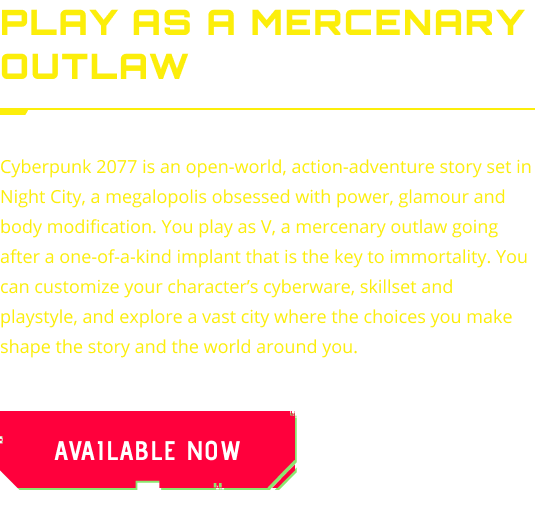 PLAY AS A MERCENARY
OUTLAW
Cyberpunk 2077 is an open-world, action-adventure story set in
Night City, a megalopolis obsessed with power, glamour and
body modification. You play as V, a mercenary outlaw going
after a one-of-a-kind implant that is the key to immortality. You
can customize your character’s cyberware, skillset and
playstyle, and explore a vast city where the choices you make
shape the story and the world around you.
AVAILABLE NOW